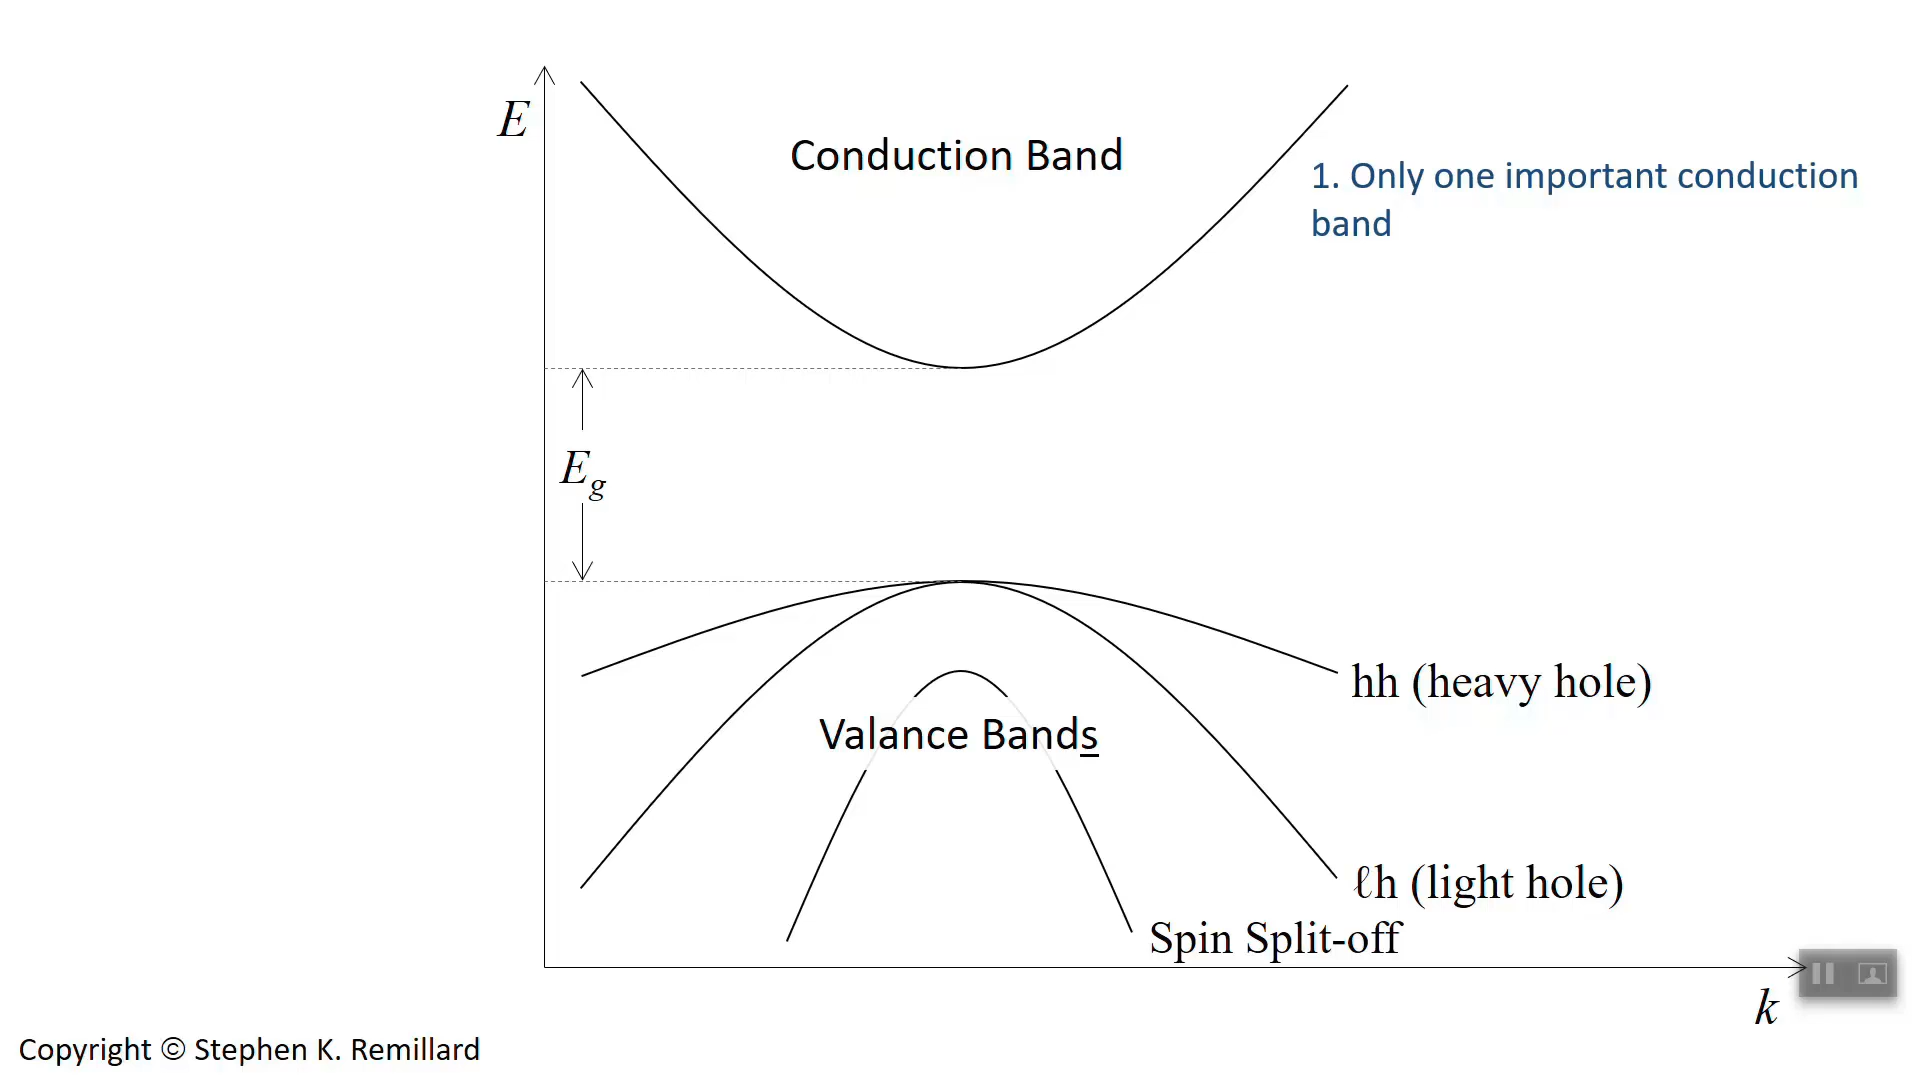 E
Conduction Band
1. Only one important conduction
band
E_g
hh (heavy hole)
Valance Bands
ℓh (light hole)
Spin Split-off
k
Copyright © Stephen K. Remillard